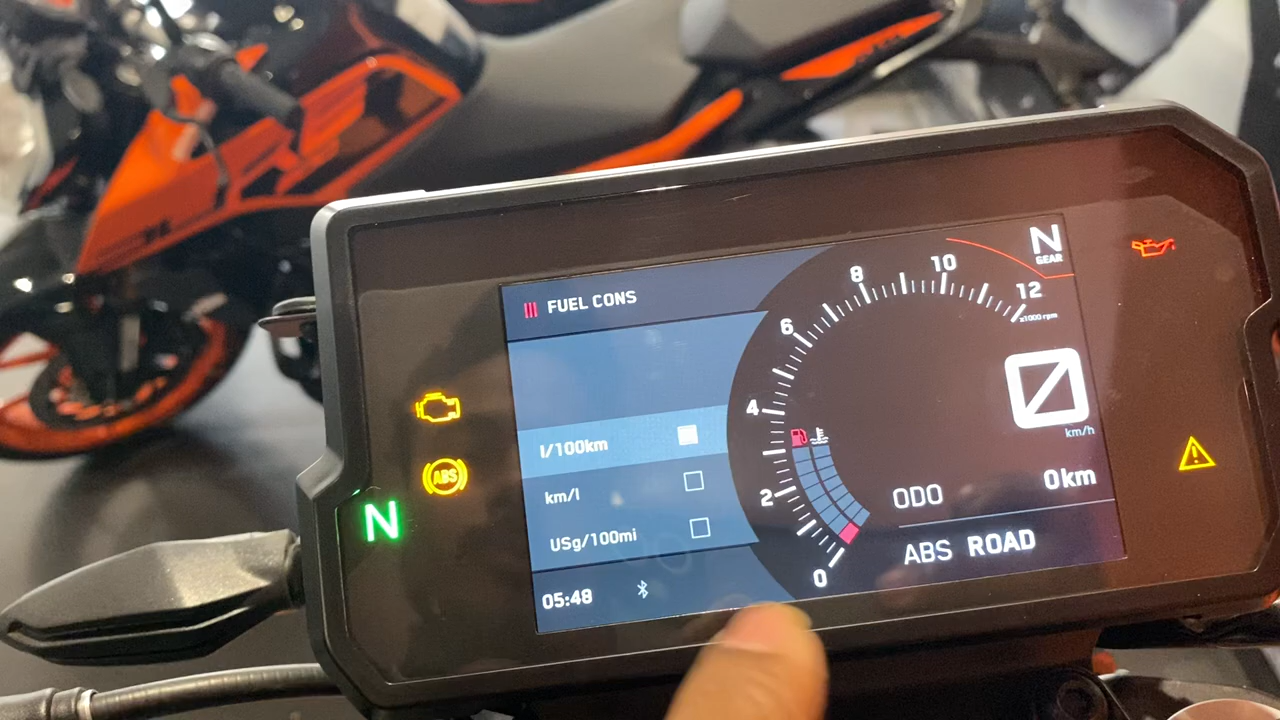 FUEL CONS
l/100km
km/l
USg/100mi
05:48
0
2
4
6
8
10
12
x1000 rpm
N
GEAR
0
km/h
ODO 0km
ABS ROAD
ABS
N